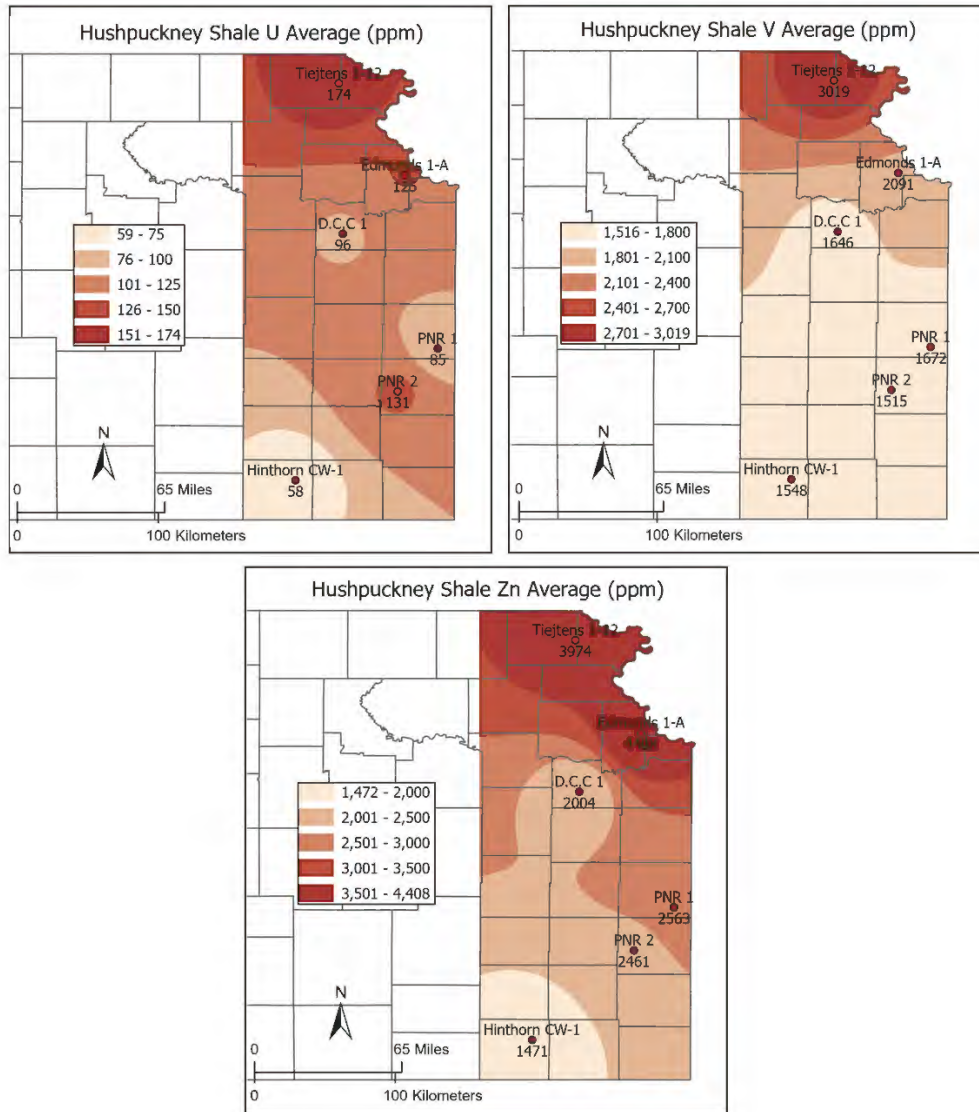 Hushpuckney Shale U Average (ppm)
Tiejtens 1-12
174
Edmonds 1-A
125
D.C.C 1
96
59 - 75
76 - 100
101 - 125
126 - 150
151 - 174
PNR 1
85
PNR 2
131
N
Hinthorn CW-1
58
0
65 Miles
0
100 Kilometers
Hushpuckney Shale V Average (ppm)
Tiejtens 1-12
3019
Edmonds 1-A
2091
D.C.C 1
1646
1,516 - 1,800
1,801 - 2,100
2,101 - 2,400
2,401 - 2,700
2,701 - 3,019
PNR 1
1672
PNR 2
1515
N
Hinthorn CW-1
1548
0
65 Miles
0
100 Kilometers
Hushpuckney Shale Zn Average (ppm)
Tiejtens 1-12
3974
Edmonds 1-A
D.C.C 1
2004
1,472 - 2,000
2,001 - 2,500
2,501 - 3,000
3,001 - 3,500
3,501 - 4,408
PNR 1
2563
PNR 2
2461
N
Hinthorn CW-1
1471
0
65 Miles
0
100 Kilometers